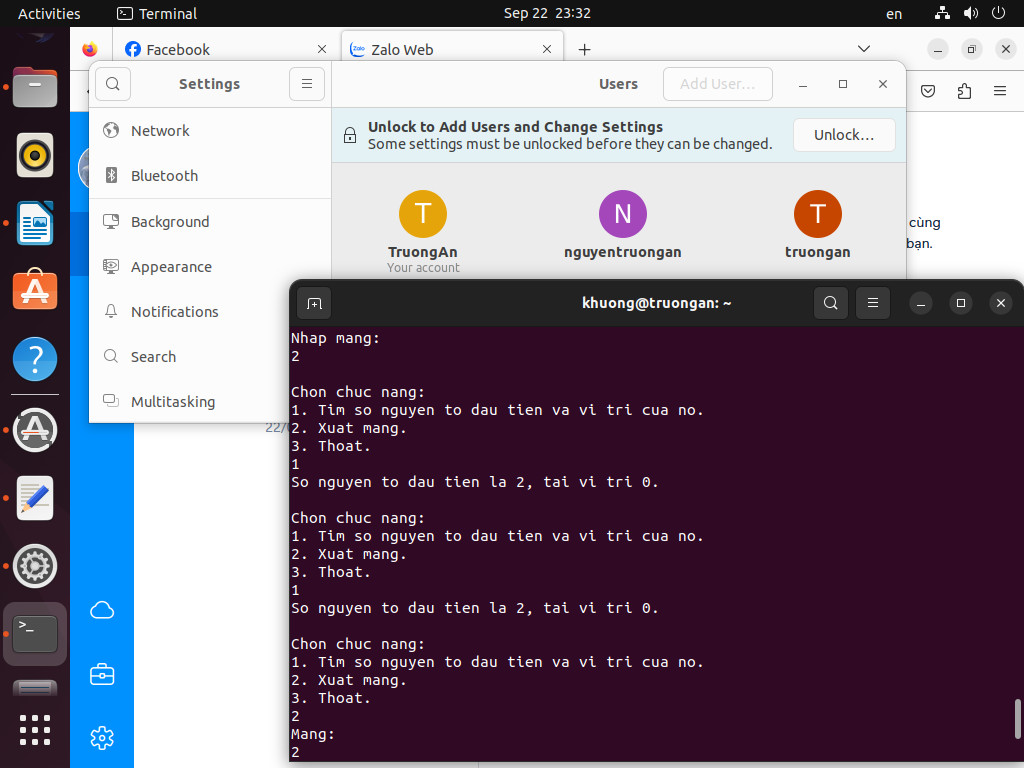 Activities
Terminal
Sep 22 23:32
en
Facebook
Zalo
Zalo Web
Settings
Users
Add User...
Network
Bluetooth
Background
Appearance
Notifications
Search
Multitasking
Unlock to Add Users and Change Settings
Some settings must be unlocked before they can be changed.
Unlock...
T
N
T
TruongAn
nguyentruongan
truongan
Your account
cùng
bạn.
22/
khuong@truongan: ~
Nhap mang:
2
Chon chuc nang:
1. Tim so nguyen to dau tien va vi tri cua no.
2. Xuat mang.
3. Thoat.
1
So nguyen to dau tien la 2, tai vi tri 0.
Chon chuc nang:
1. Tim so nguyen to dau tien va vi tri cua no.
2. Xuat mang.
3. Thoat.
1
So nguyen to dau tien la 2, tai vi tri 0.
Chon chuc nang:
1. Tim so nguyen to dau tien va vi tri cua no.
2. Xuat mang.
3. Thoat.
2
Mang:
2